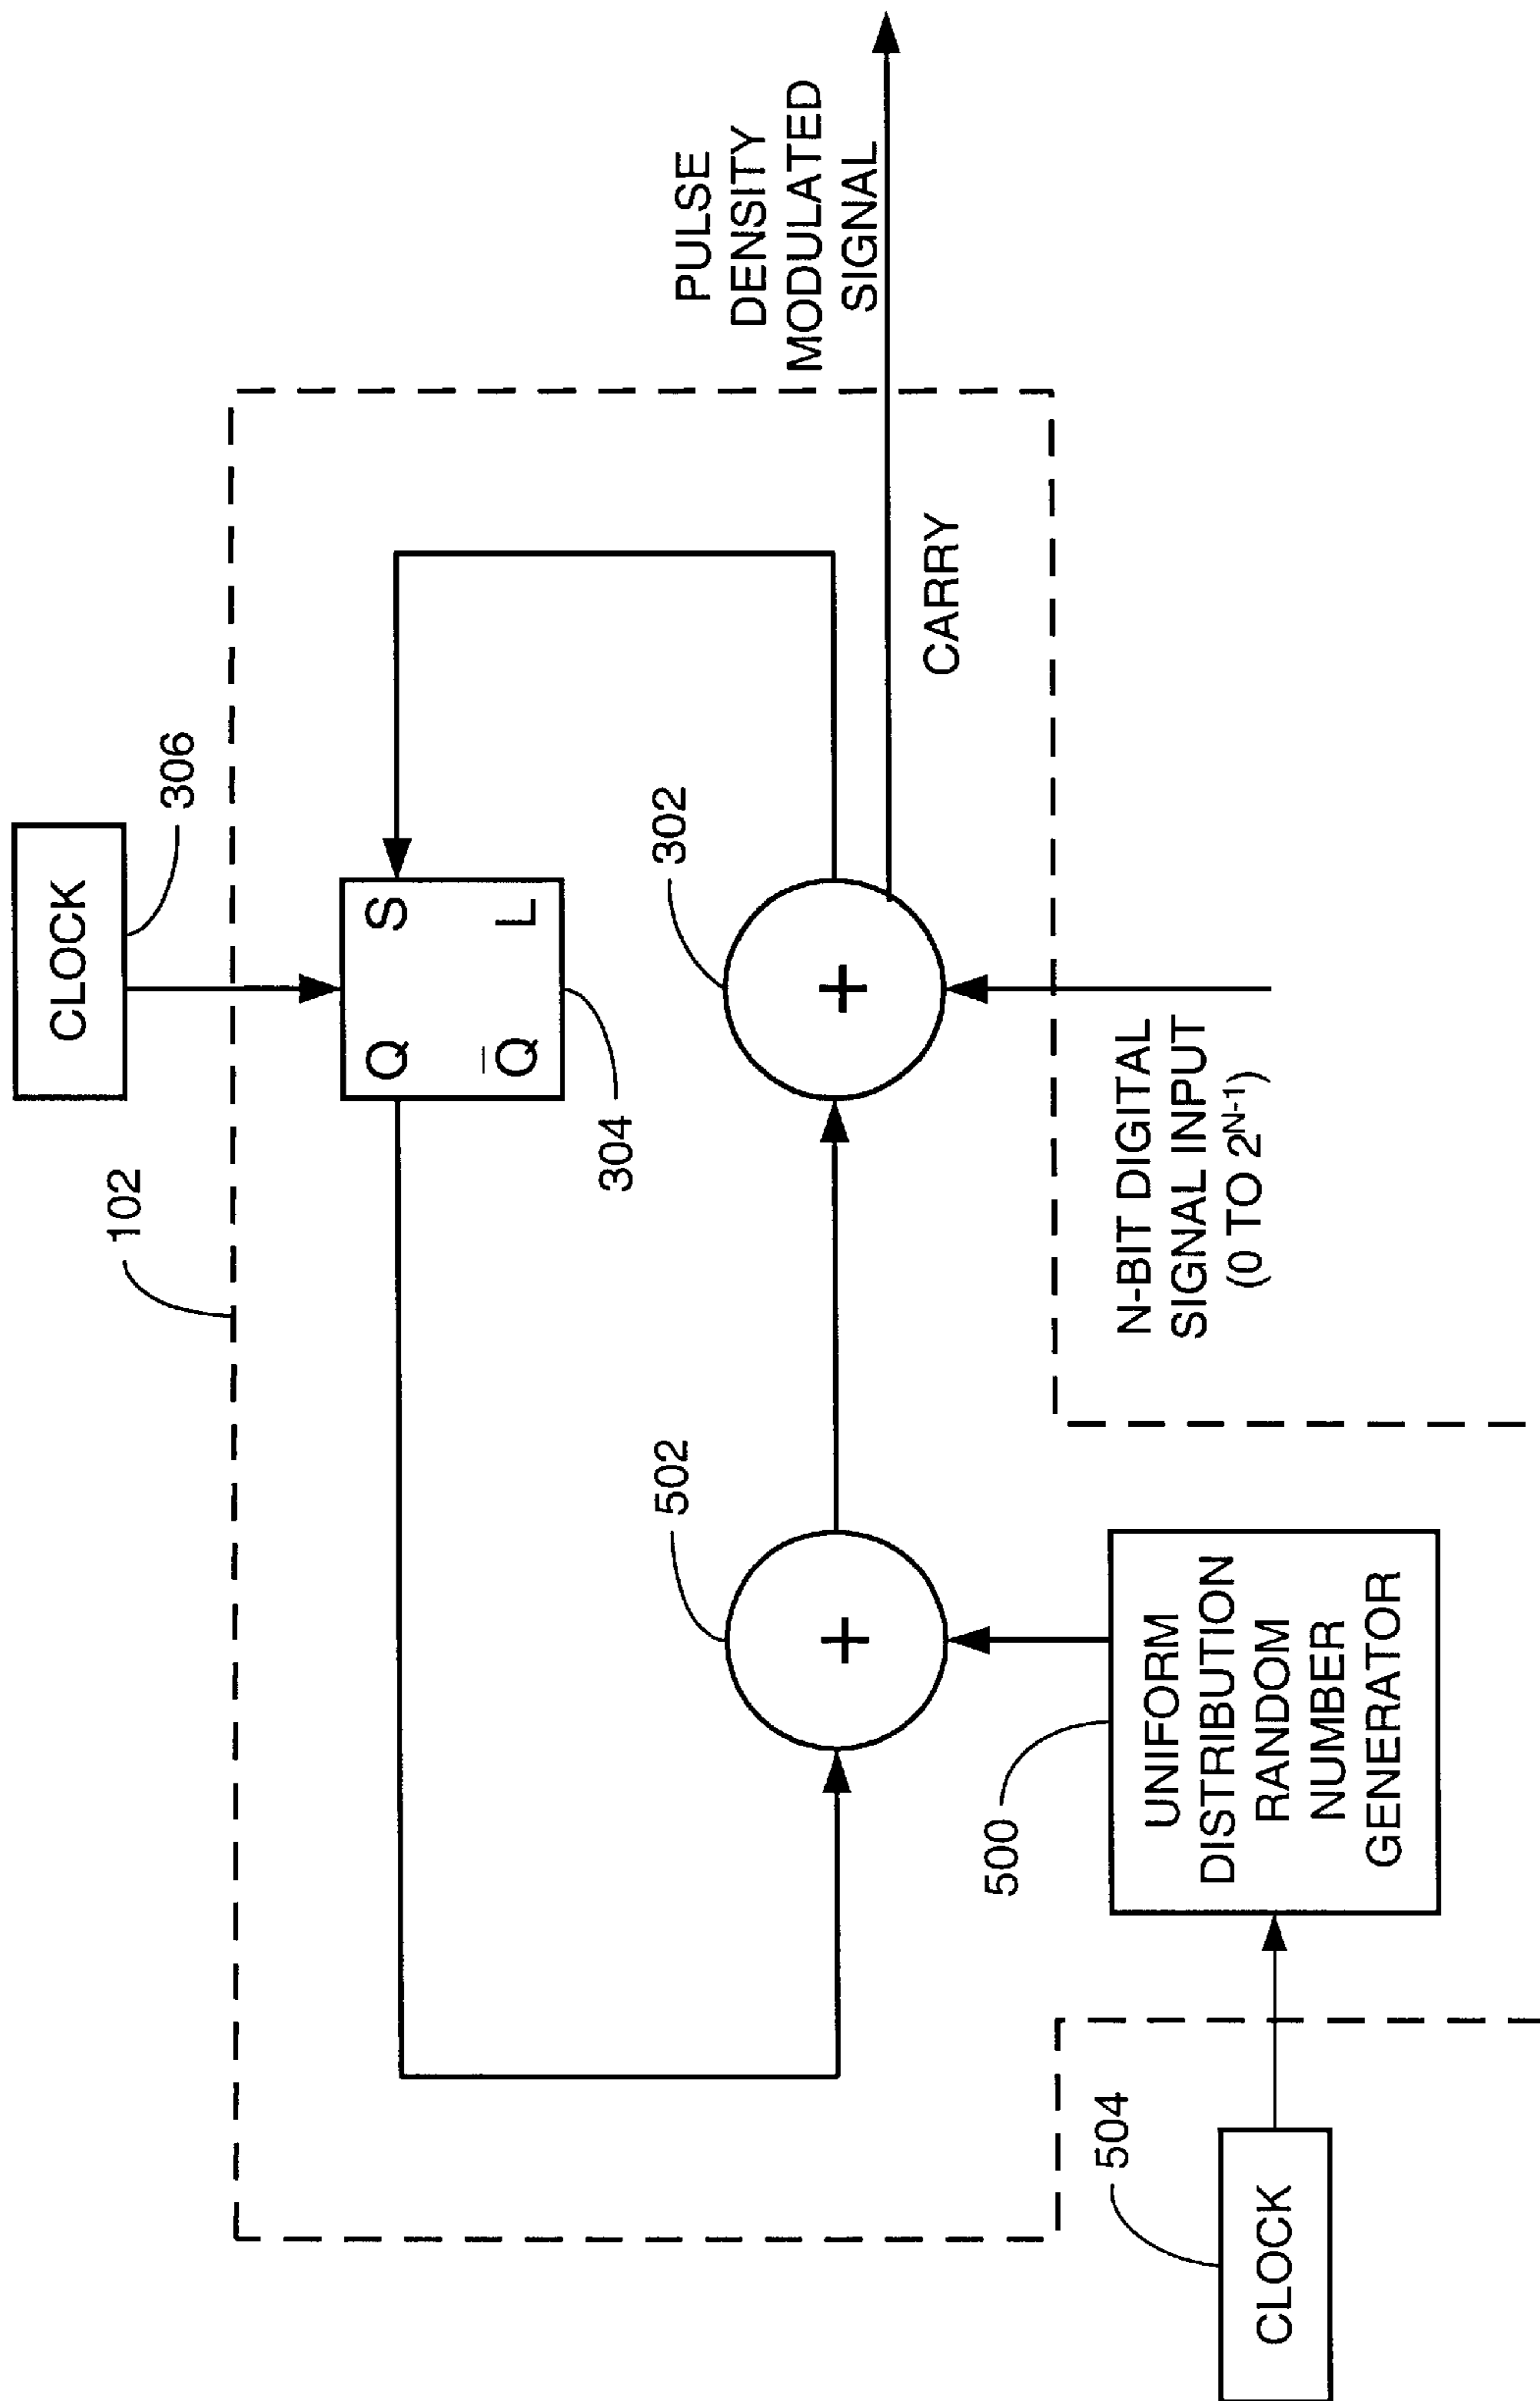 CLOCK
306
102
Q S
Q̅ L
304
302
PULSE
DENSITY
MODULATED
SIGNAL
CARRY
502
N-BIT DIGITAL
SIGNAL INPUT
(0 TO 2ᴺ⁻¹)
500
UNIFORM
DISTRIBUTION
RANDOM
NUMBER
GENERATOR
504
CLOCK
+
+